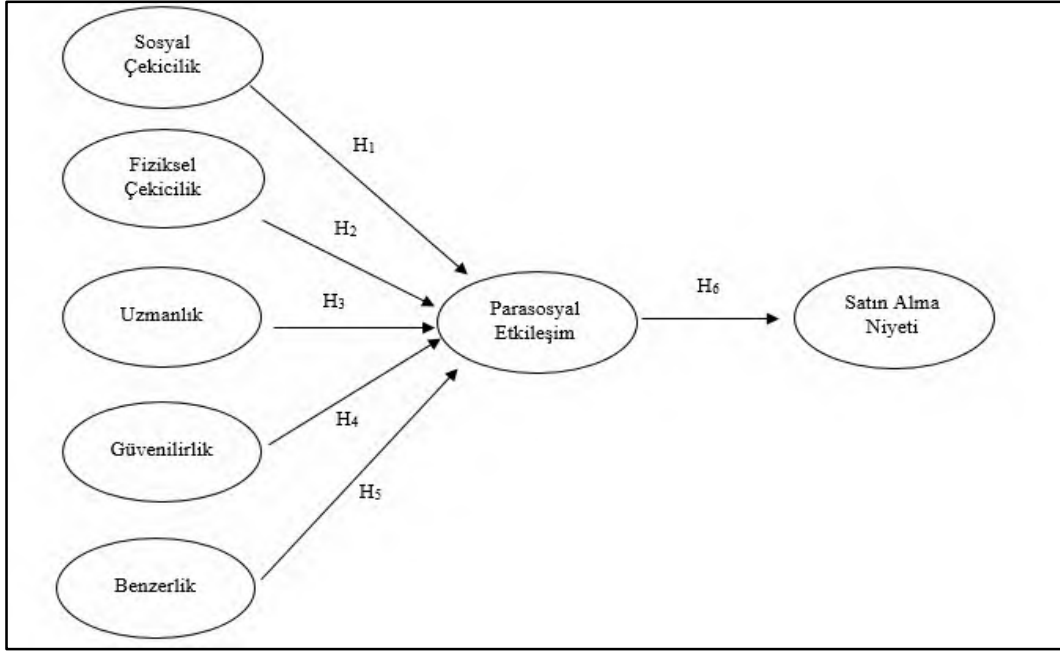 Sosyal
Çekicilik
H₁
Fiziksel
Çekicilik
H₂
Uzmanlık
H₃
Parasosyal
Etkileşim
H₆
Satın Alma
Niyeti
Güvenilirlik
H₄
H₅
Benzerlik